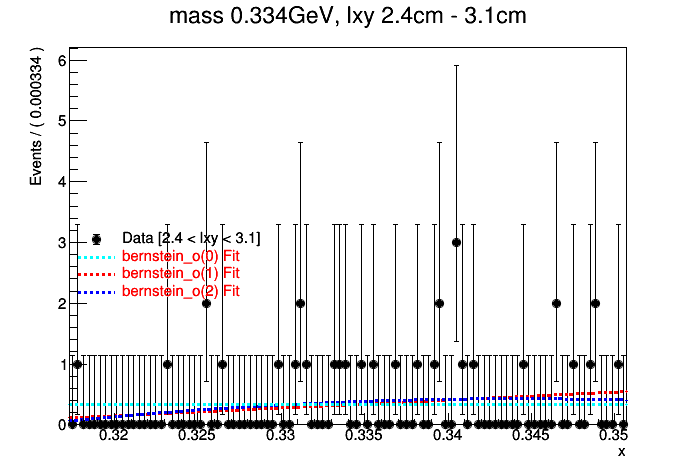 mass 0.334GeV, lxy 2.4cm - 3.1cm
Events / ( 0.000334 )
6
5
4
3
2
1
0
Data [2.4 < lxy < 3.1]
bernstein_o(0) Fit
bernstein_o(1) Fit
bernstein_o(2) Fit
0.32 0.325 0.33 0.335 0.34 0.345 0.35
x